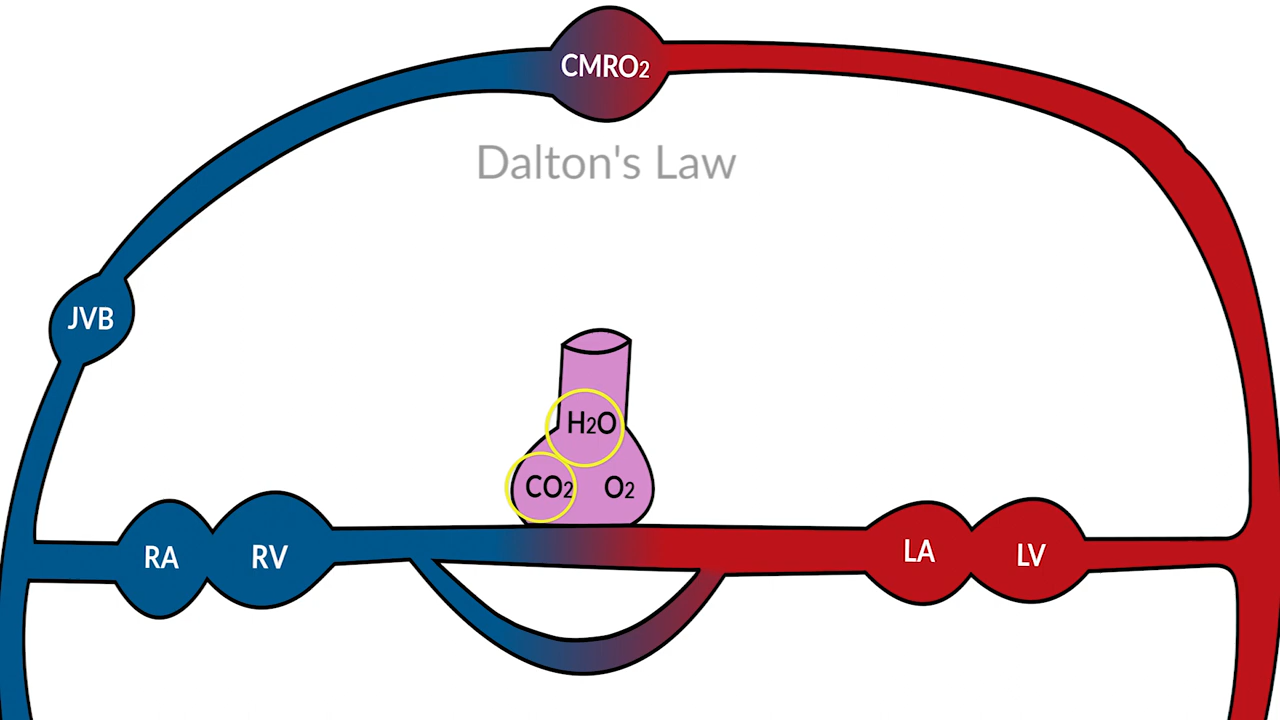 CMRO2
Dalton's Law
JVB
H2O
CO2 O2
RA RV LA LV